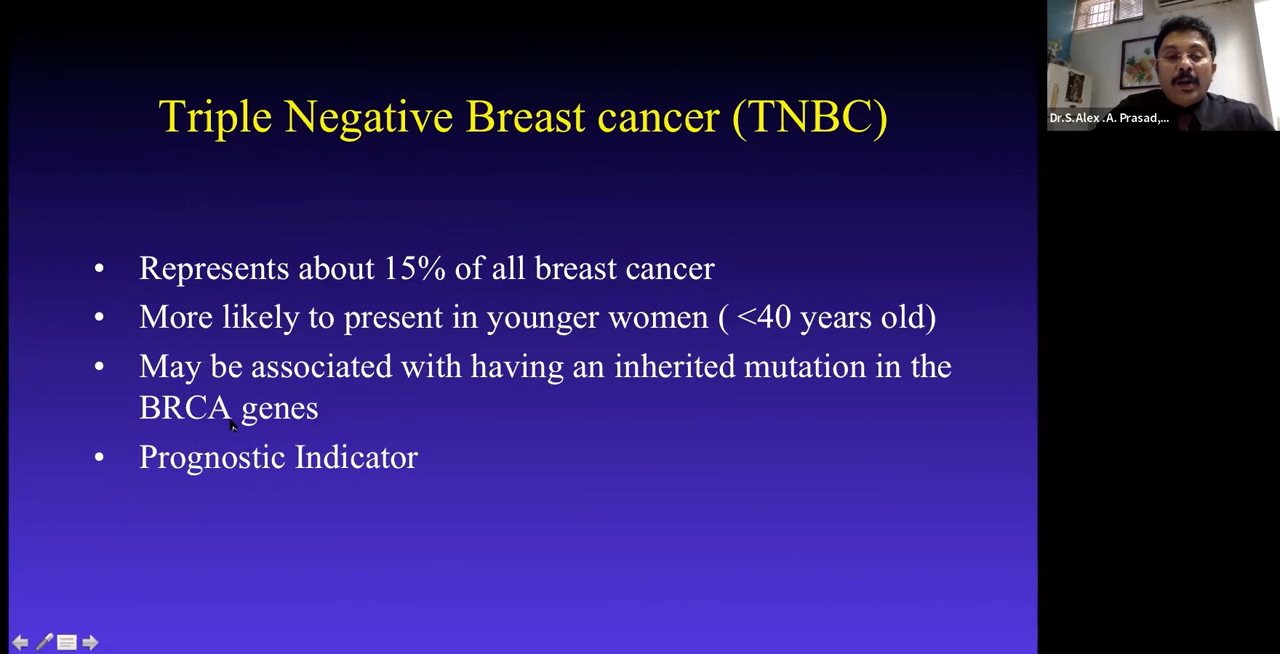 Triple Negative Breast cancer (TNBC)
• Represents about 15% of all breast cancer
• More likely to present in younger women ( <40 years old)
• May be associated with having an inherited mutation in the
BRCA genes
• Prognostic Indicator
Dr.S.Alex .A. Prasad,...